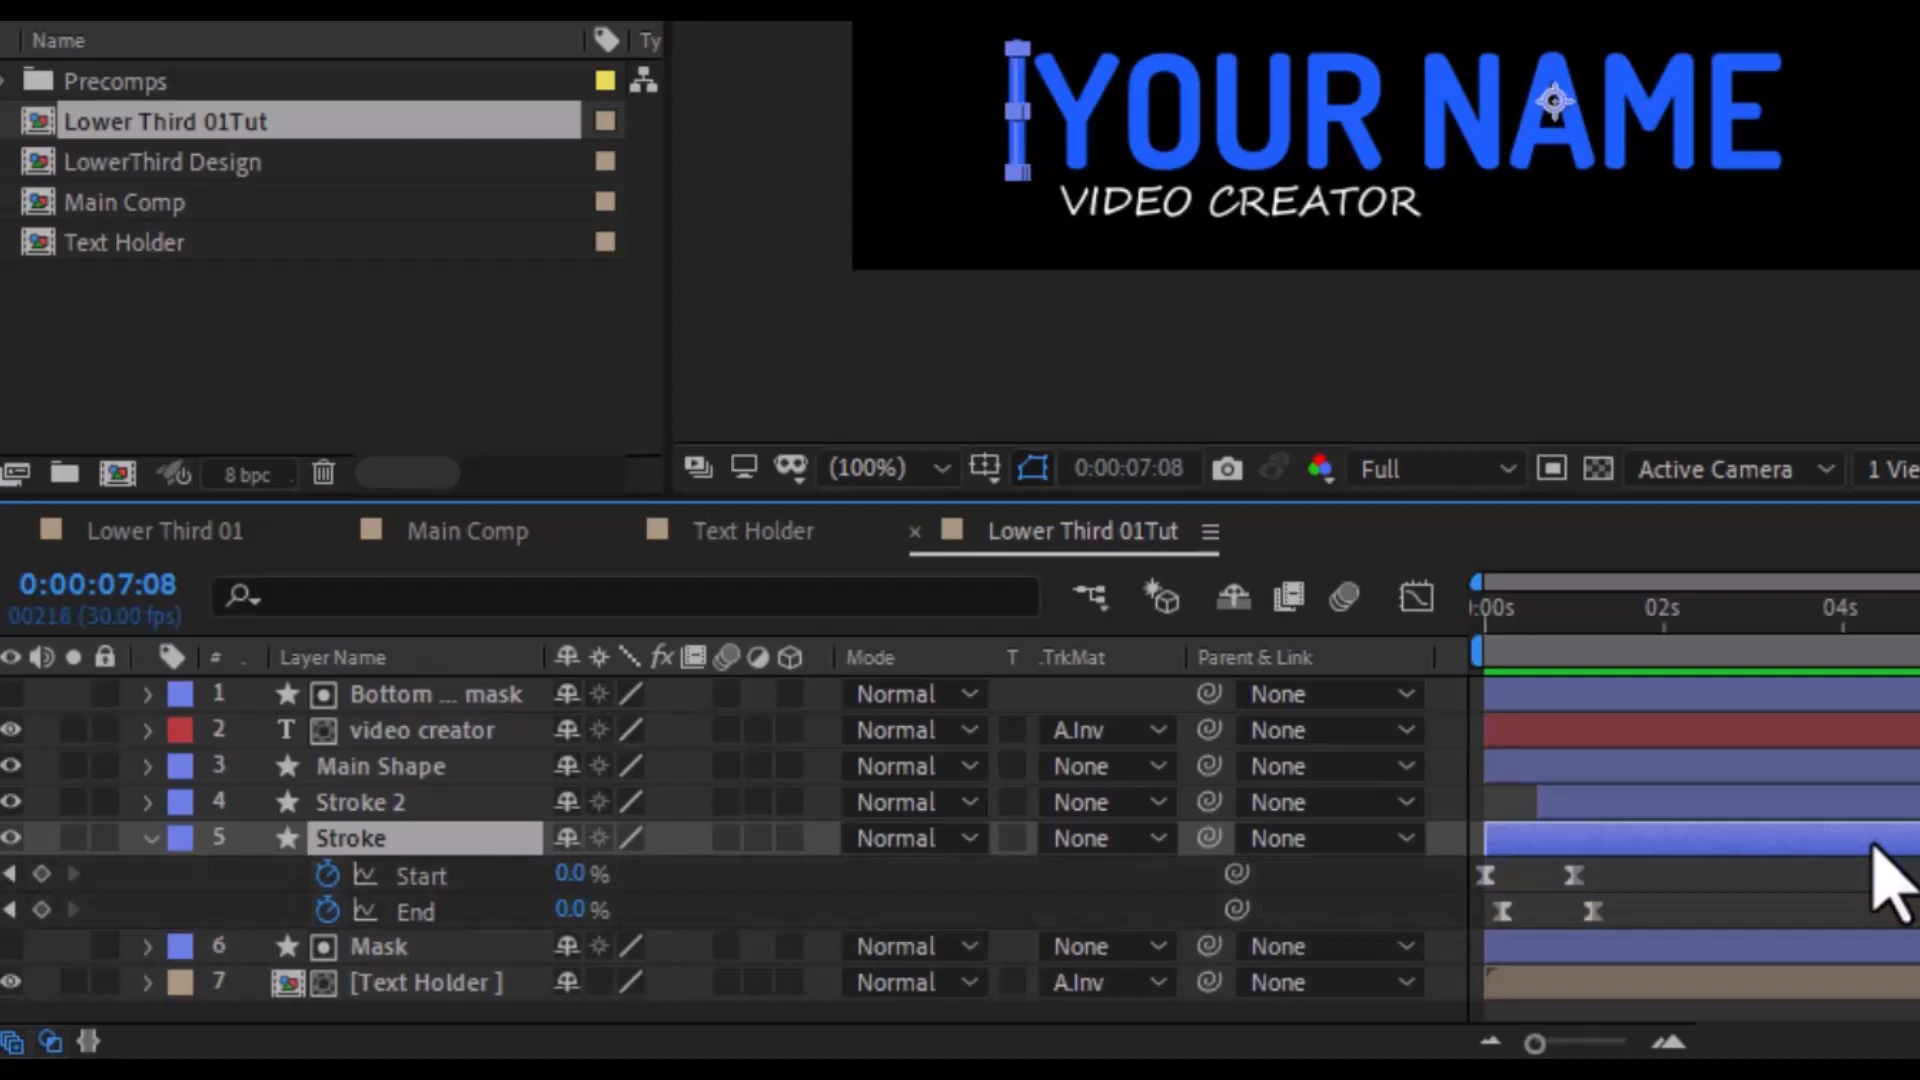 Name Ty
Precomps
Lower Third 01Tut
LowerThird Design
Main Comp
Text Holder
YOUR NAME
VIDEO CREATOR
8 bpc
(100%) 0:00:07:08 Full Active Camera 1 Vie
Lower Third 01 Main Comp Text Holder × Lower Third 01Tut
0:00:07:08
00218 (30.00 fps)
:00s 02s 04s
# . Layer Name fx Mode T .TrkMat Parent & Link
1 Bottom ... mask Normal None
2 T video creator Normal A.Inv None
3 Main Shape Normal None None
4 Stroke 2 Normal None None
5 Stroke Normal None None
Start 0.0 %
End 0.0 %
6 Mask Normal None None
7 [Text Holder ] Normal A.Inv None